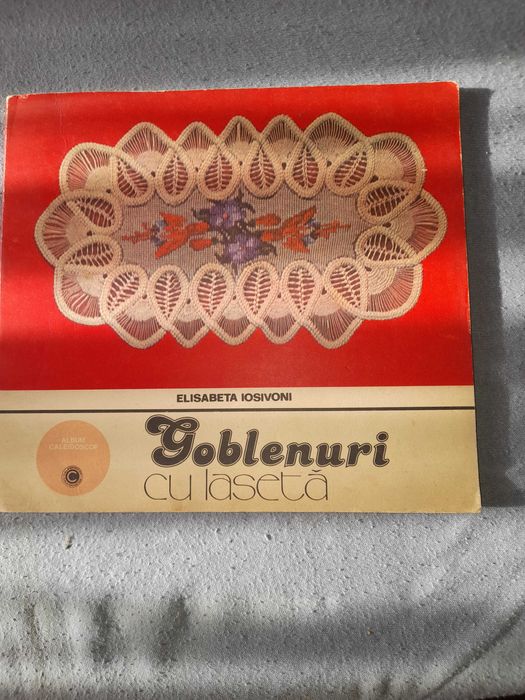 ELISABETA IOSIVONI
ALBUM
CALEIDOSCOP
Goblenuri
cu lasetă